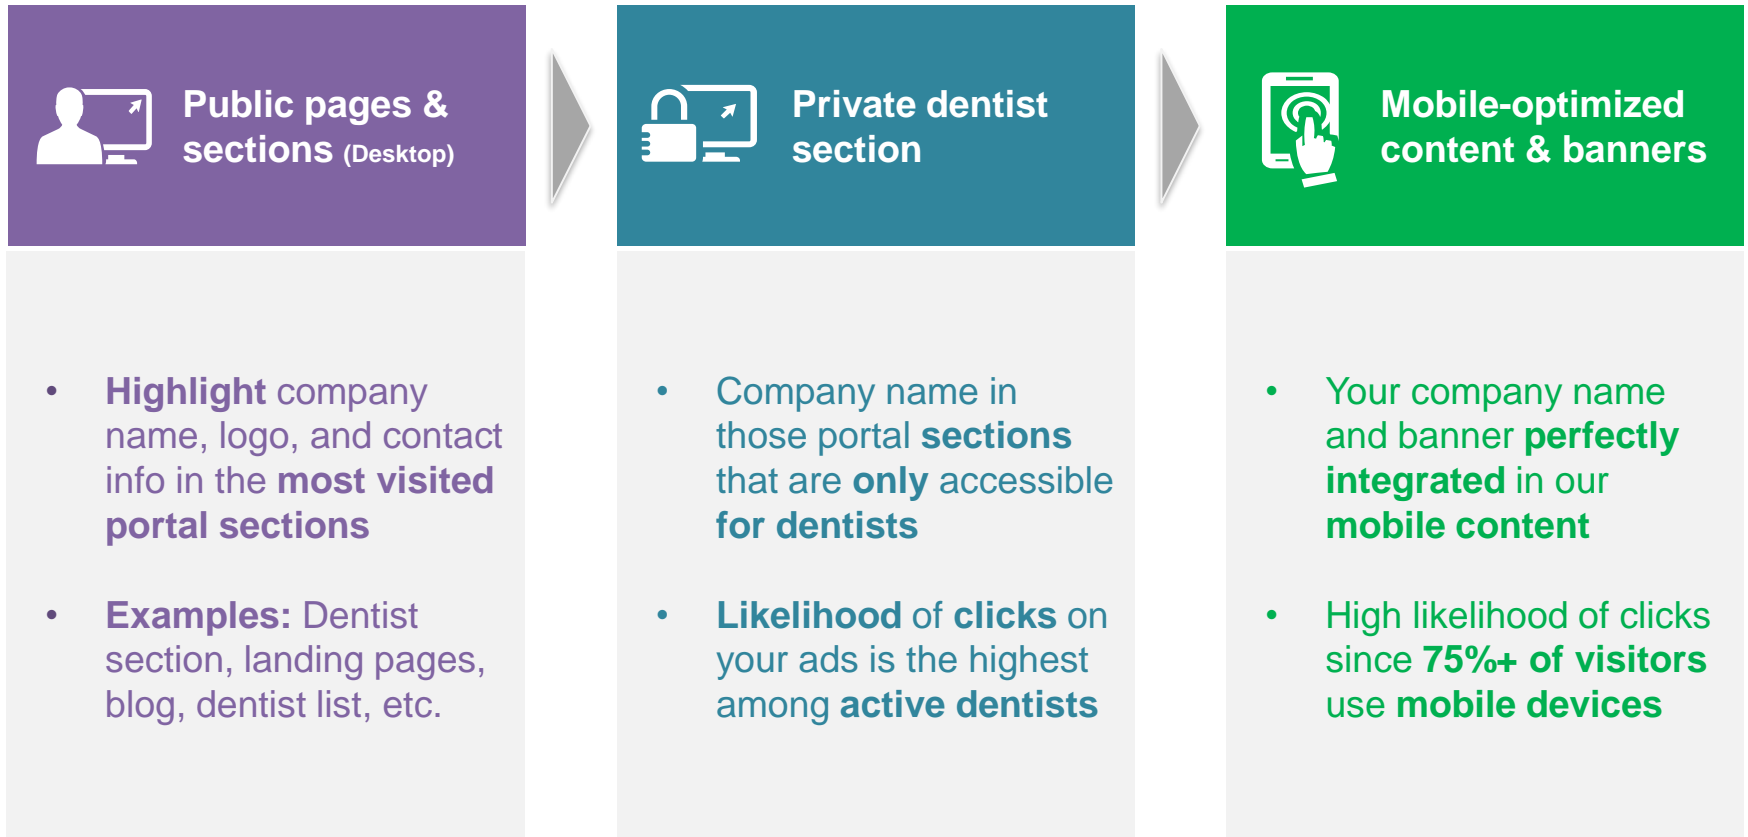 Public pages &
sections (Desktop)
• Highlight company
name, logo, and contact
info in the most visited
portal sections
• Examples: Dentist
section, landing pages,
blog, dentist list, etc.
Private dentist
section
• Company name in
those portal sections
that are only accessible
for dentists
• Likelihood of clicks on
your ads is the highest
among active dentists
Mobile-optimized
content & banners
• Your company name
and banner perfectly
integrated in our
mobile content
• High likelihood of clicks
since 75%+ of visitors
use mobile devices